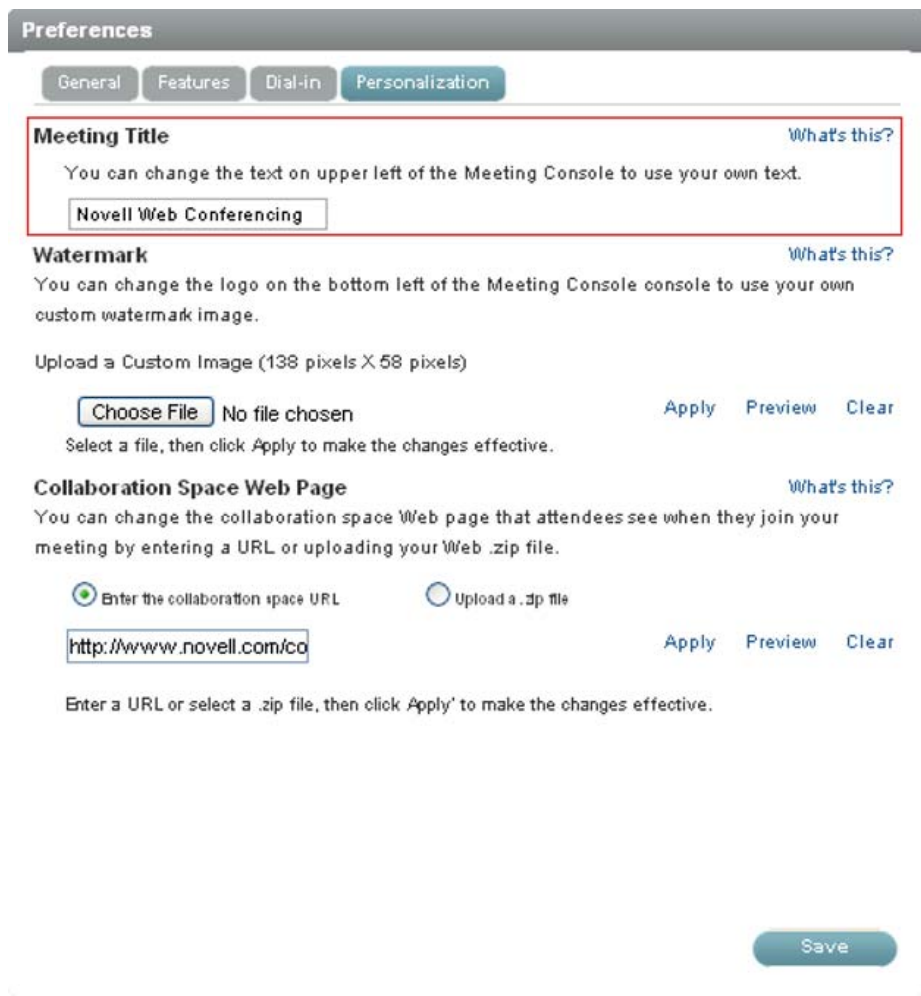 Preferences
General Features Dial-in Personalization
Meeting Title What's this?
You can change the text on upper left of the Meeting Console to use your own text.
Novell Web Conferencing
Watermark What's this?
You can change the logo on the bottom left of the Meeting Console console to use your own
custom watermark image.
Upload a Custom Image (138 pixels X 58 pixels)
Choose File No file chosen Apply Preview Clear
Select a file, then click Apply to make the changes effective.
Collaboration Space Web Page What's this?
You can change the collaboration space Web page that attendees see when they join your
meeting by entering a URL or uploading your Web .zip file.
Enter the collaboration space URL Upload a .zip file
http://www.novell.com/co Apply Preview Clear
Enter a URL or select a .zip file, then click Apply' to make the changes effective.
Save